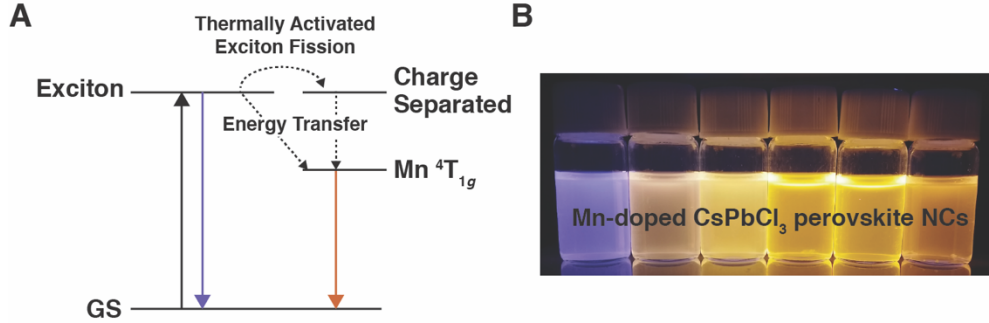 A
Thermally Activated
Exciton Fission
Exciton
Charge
Separated
Energy Transfer
Mn ⁴T₁g
GS
B
Mn-doped CsPbCl₃ perovskite NCs